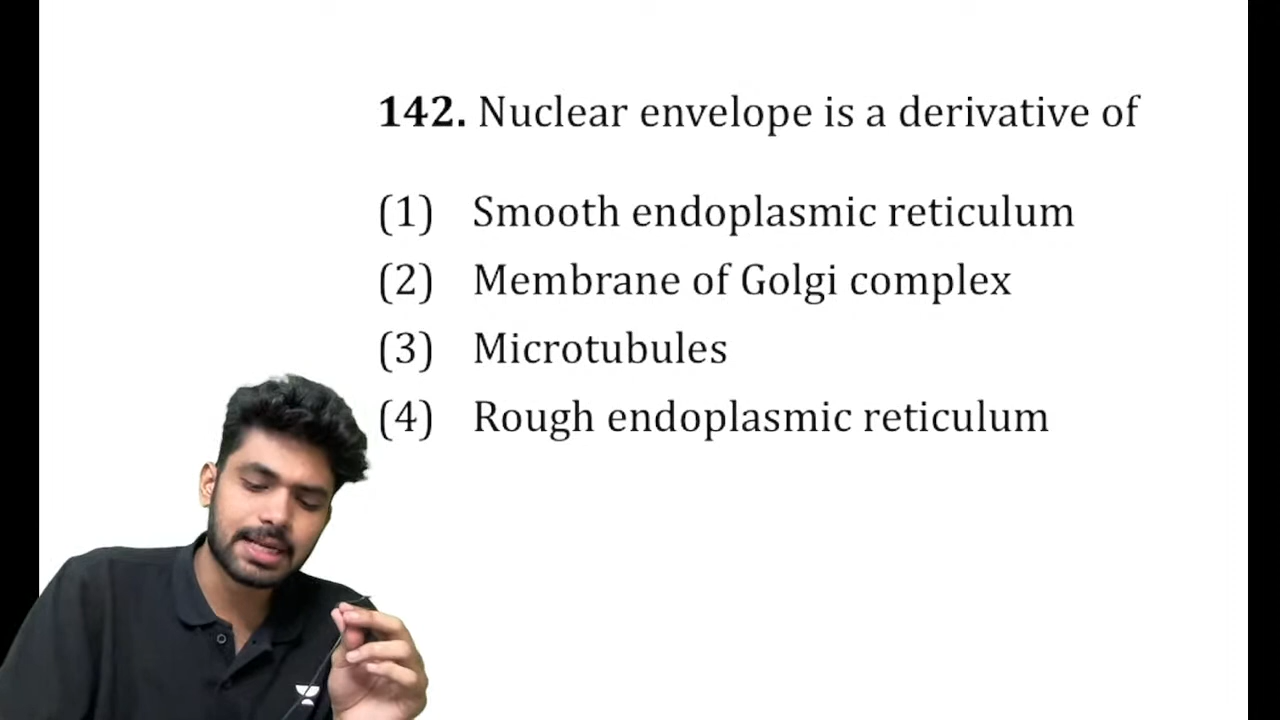 142. Nuclear envelope is a derivative of
(1) Smooth endoplasmic reticulum
(2) Membrane of Golgi complex
(3) Microtubules
(4) Rough endoplasmic reticulum